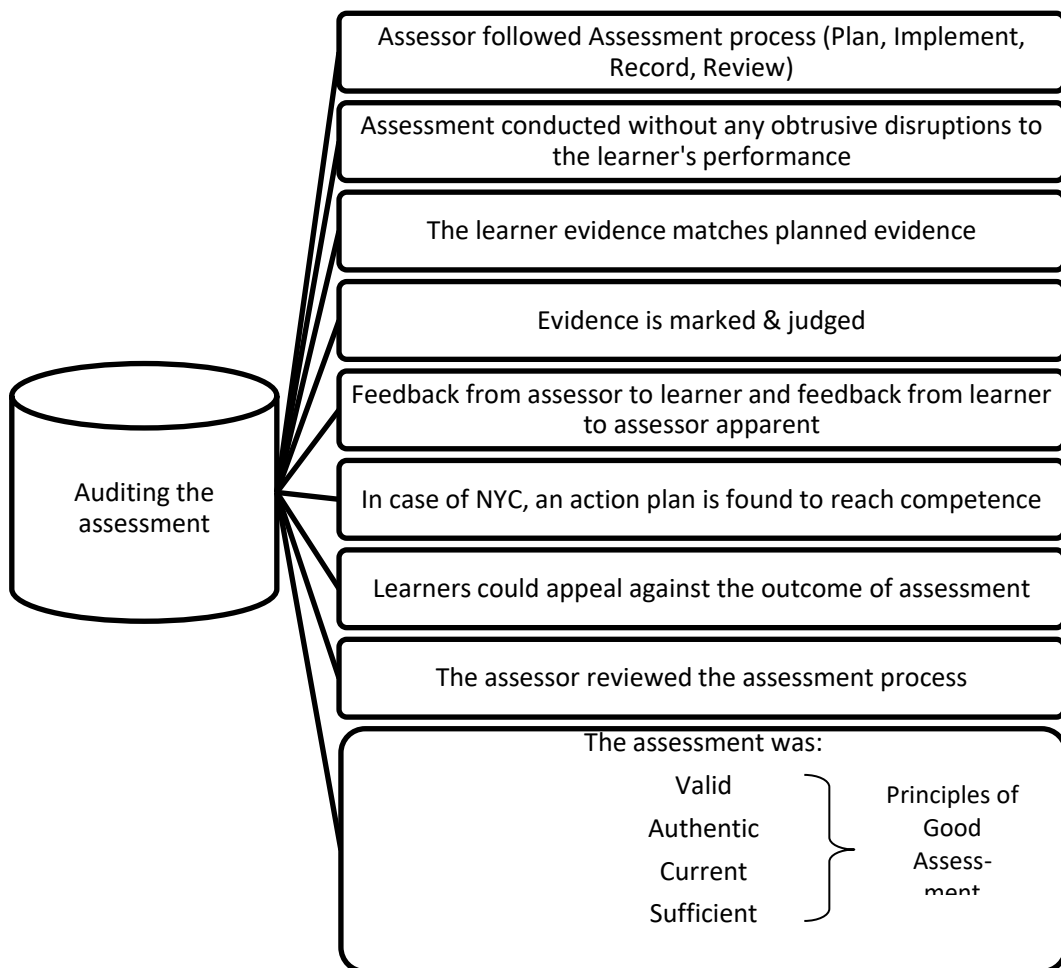 Assessor followed Assessment process (Plan, Implement,
Record, Review)
Assessment conducted without any obtrusive disruptions to
the learner's performance
The learner evidence matches planned evidence
Evidence is marked & judged
Feedback from assessor to learner and feedback from learner
to assessor apparent
Auditing the
assessment
In case of NYC, an action plan is found to reach competence
Learners could appeal against the outcome of assessment
The assessor reviewed the assessment process
The assessment was:
Valid
Authentic
Current
Sufficient
Principles of
Good
Assess-
ment